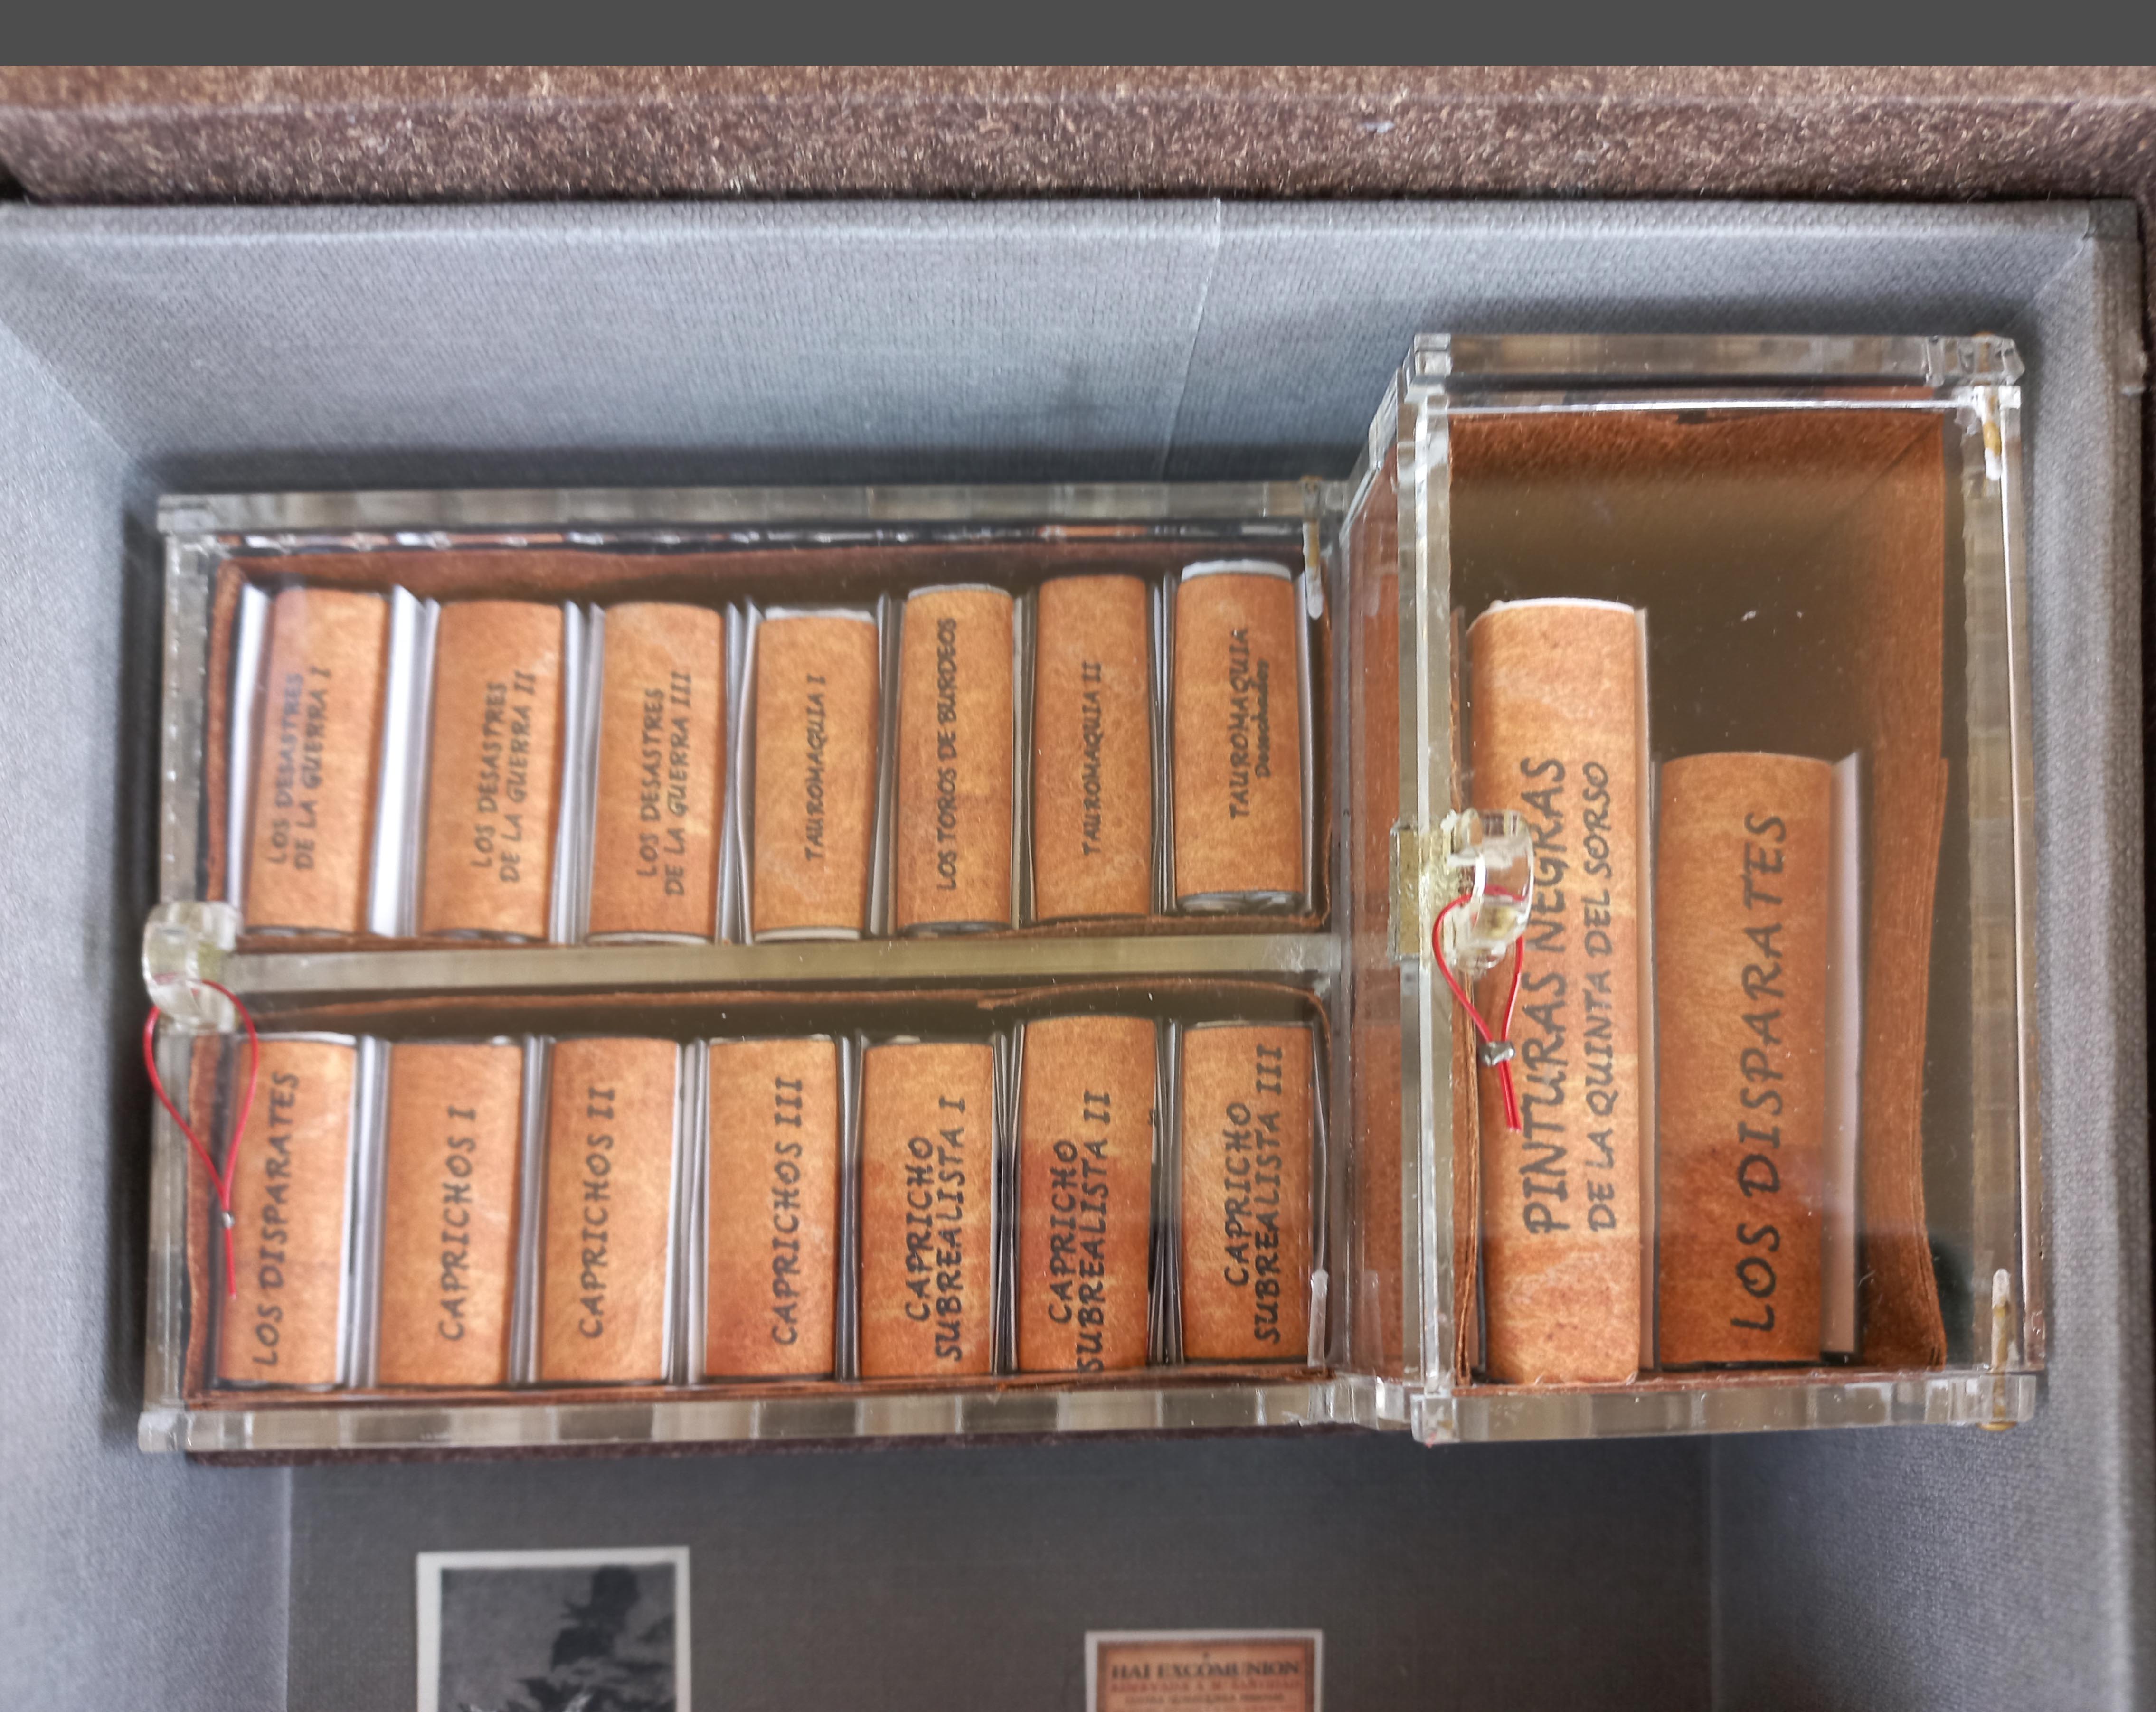 LOS DESASTRES
DE LA GUERRA I
LOS DESASTRES
DE LA GUERRA II
LOS DESASTRES
DE LA GUERRA III
TAUROMAQUIA I
LOS TOROS DE BURDEOS
TAUROMAQUIA II
TAUROMAQUIA
Desechados
LOS DISPARATES
CAPRICHOS I
CAPRICHOS II
CAPRICHOS III
CAPRICHO
SUBREALISTA I
CAPRICHO
SUBREALISTA II
CAPRICHO
SUBREALISTA III
PINTURAS NEGRAS
DE LA QUINTA DEL SORSO
LOS DISPARATES
HAI EXCOMUNION